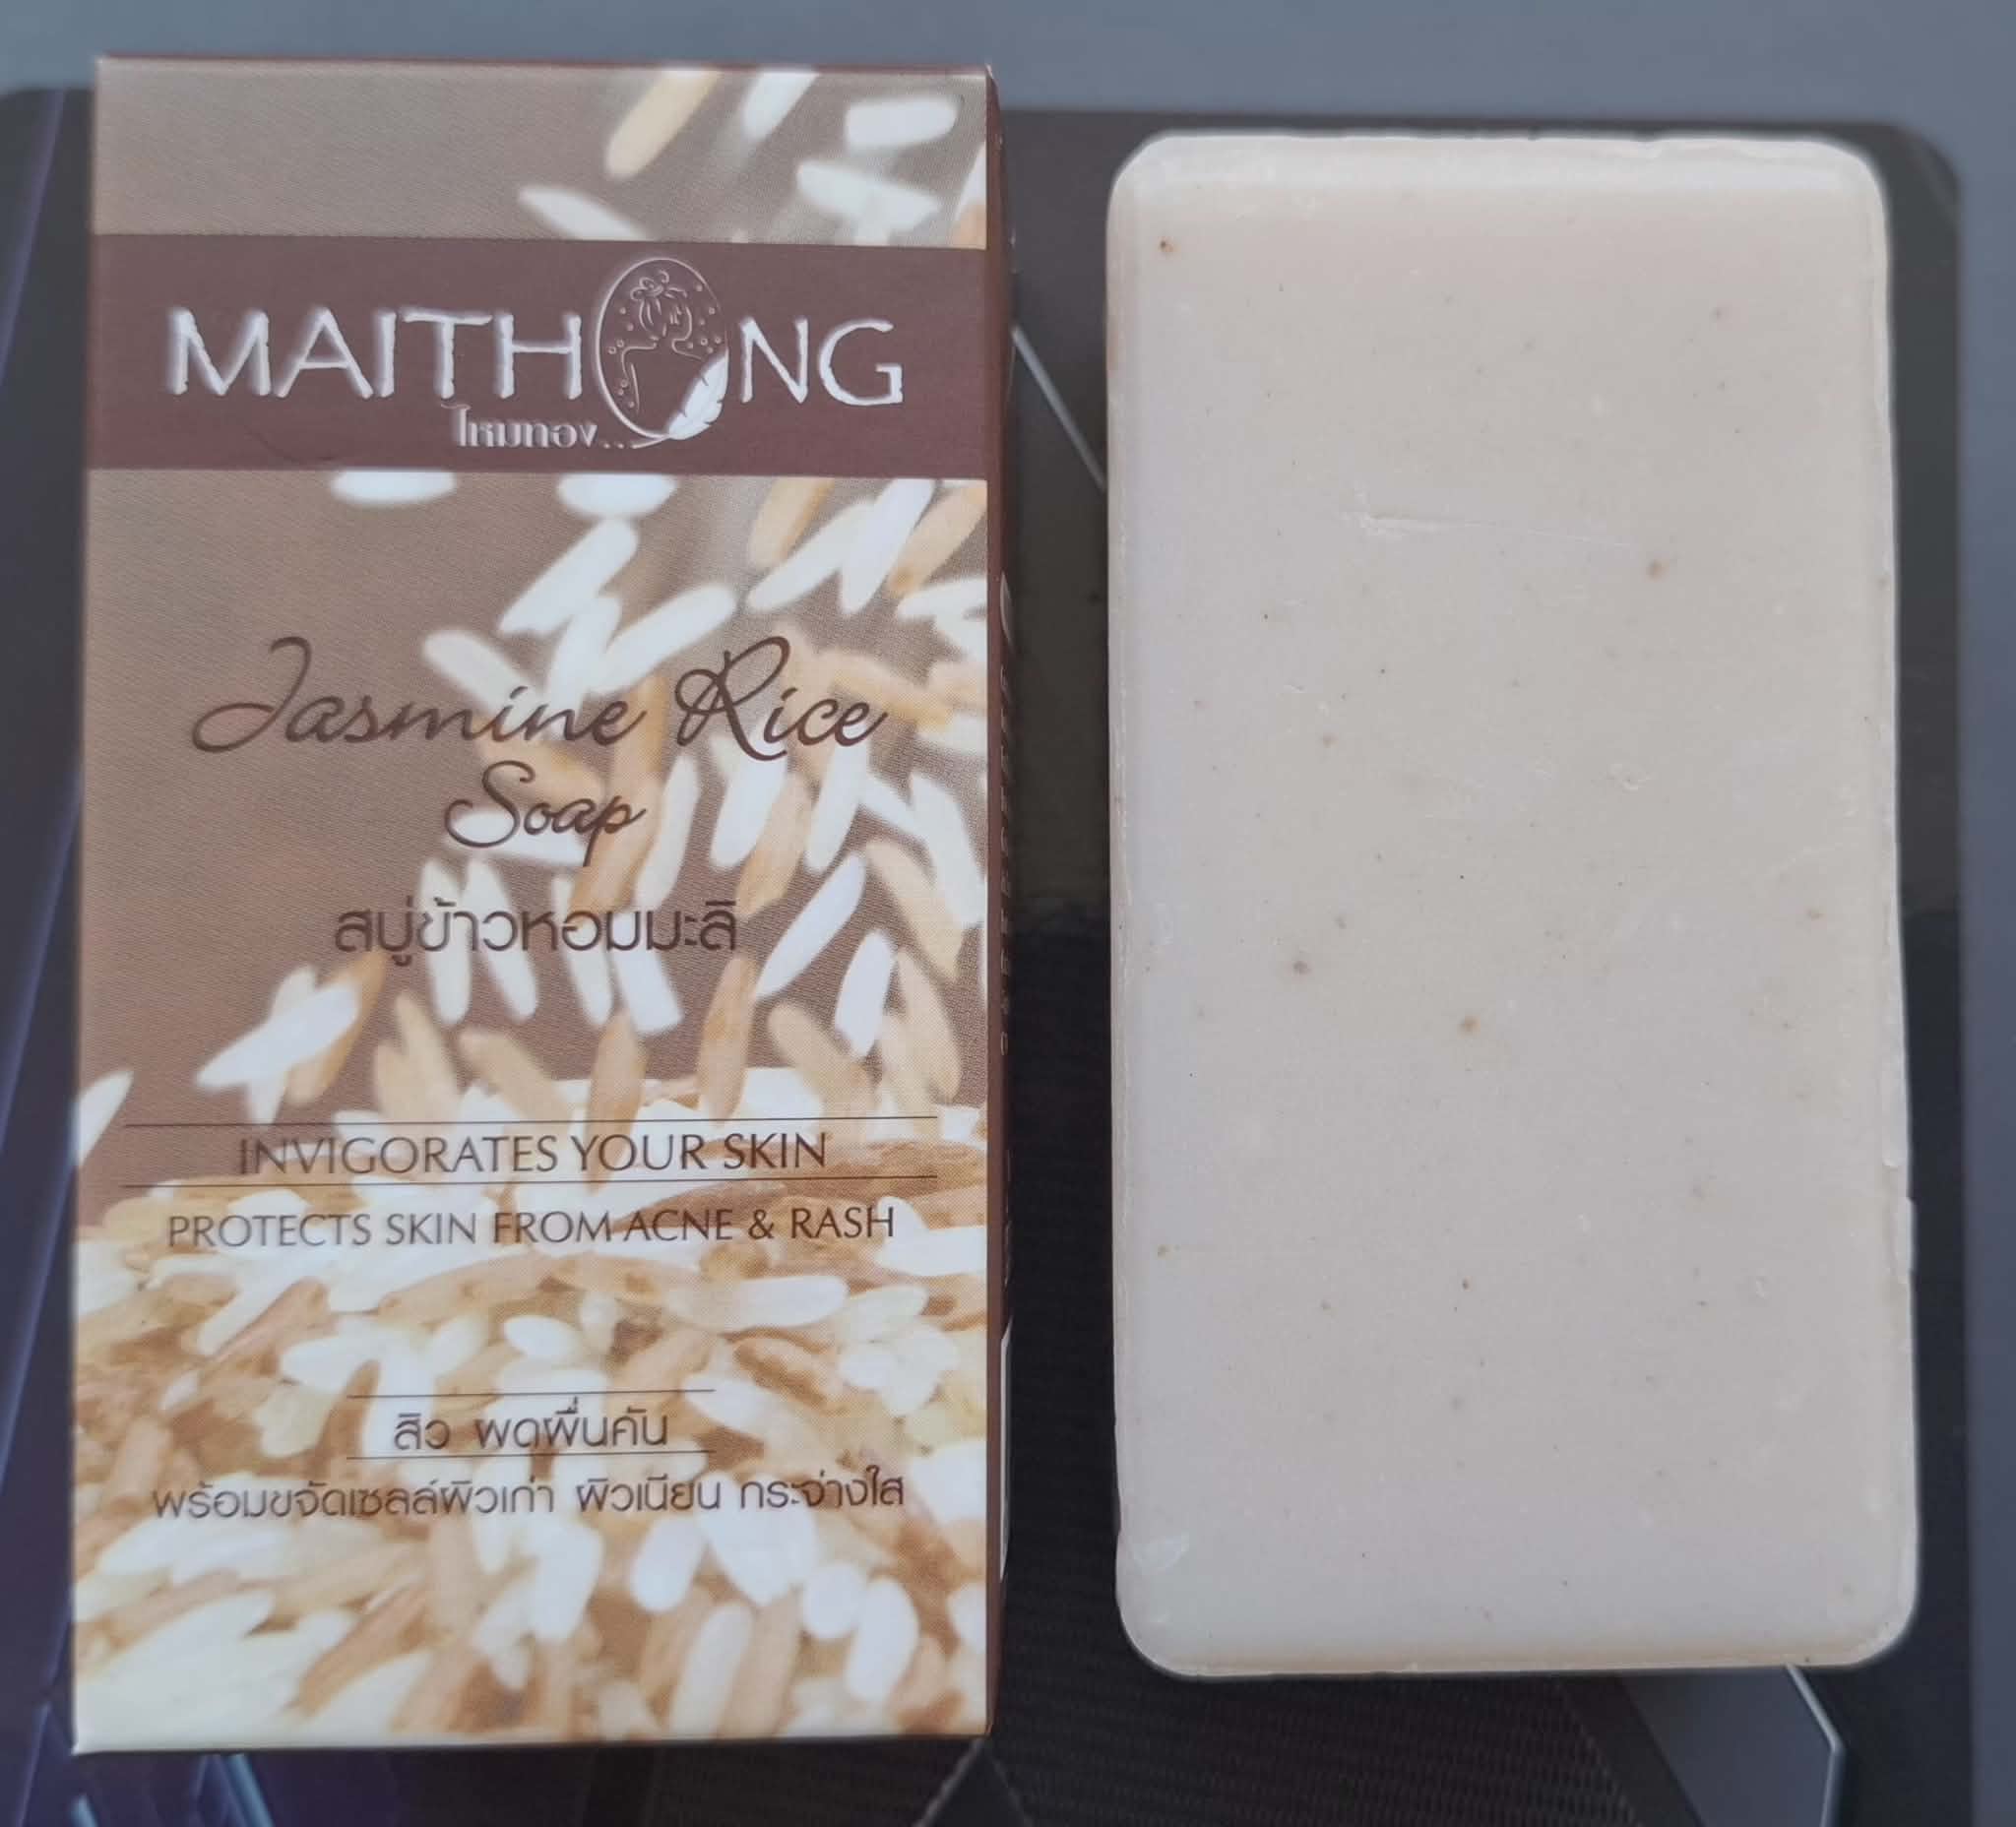 MAITHONG
ไหมทอง...
Jasmine Rice
Soap
สบู่ข้าวหอมมะลิ
INVIGORATES YOUR SKIN
PROTECTS SKIN FROM ACNE & RASH
สิว ผดผื่นคัน
พร้อมขจัดเซลล์ผิวเก่า ผิวเนียน กระจ่างใส